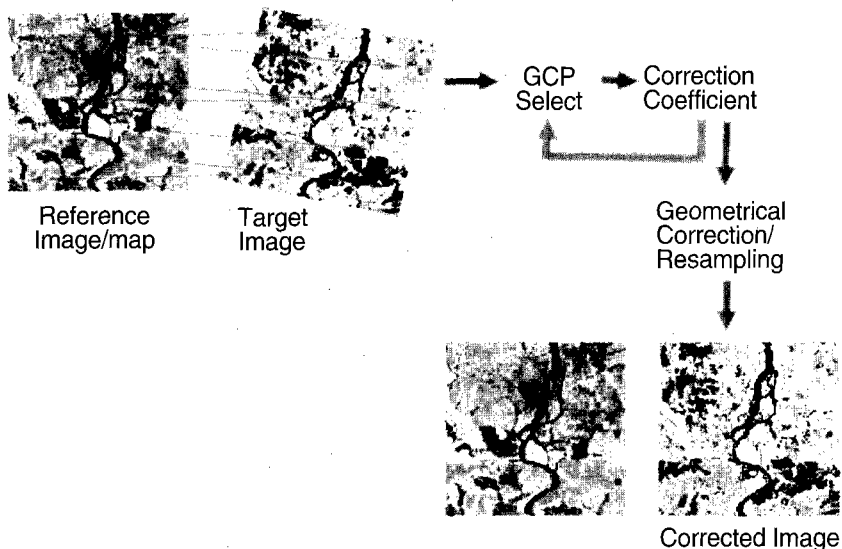 Reference
Image/map
Target
Image
GCP
Select
Correction
Coefficient
Geometrical
Correction/
Resampling
Corrected Image